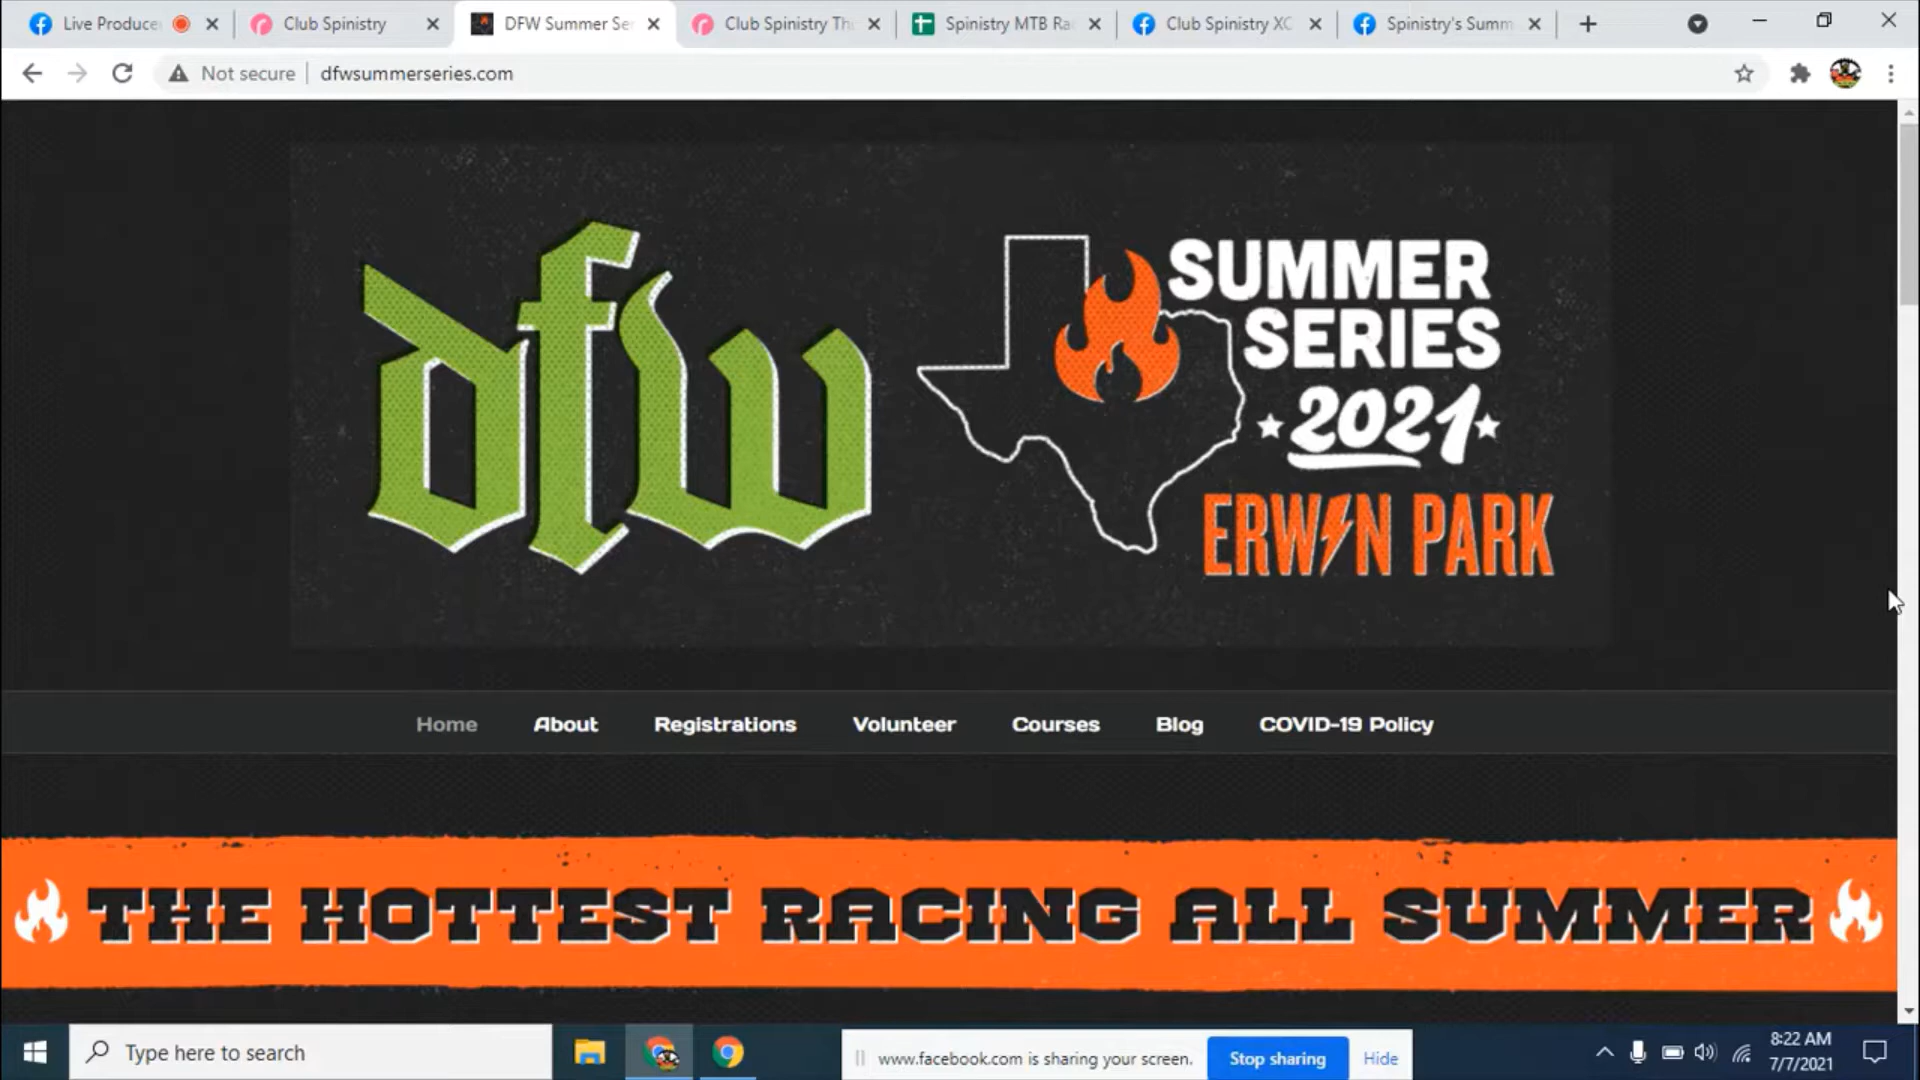 Live Producer
Club Spinistry
DFW Summer Ser
Club Spinistry Th
Spinistry MTB Ra
Club Spinistry XC
Spinistry's Summ
Not secure
dfwsummerseries.com
dfw
SUMMER
SERIES
2021
ERWIN PARK
Home
About
Registrations
Volunteer
Courses
Blog
COVID-19 Policy
THE HOTTEST RACING ALL SUMMER
Type here to search
www.facebook.com is sharing your screen.
Stop sharing
Hide
8:22 AM
7/7/2021